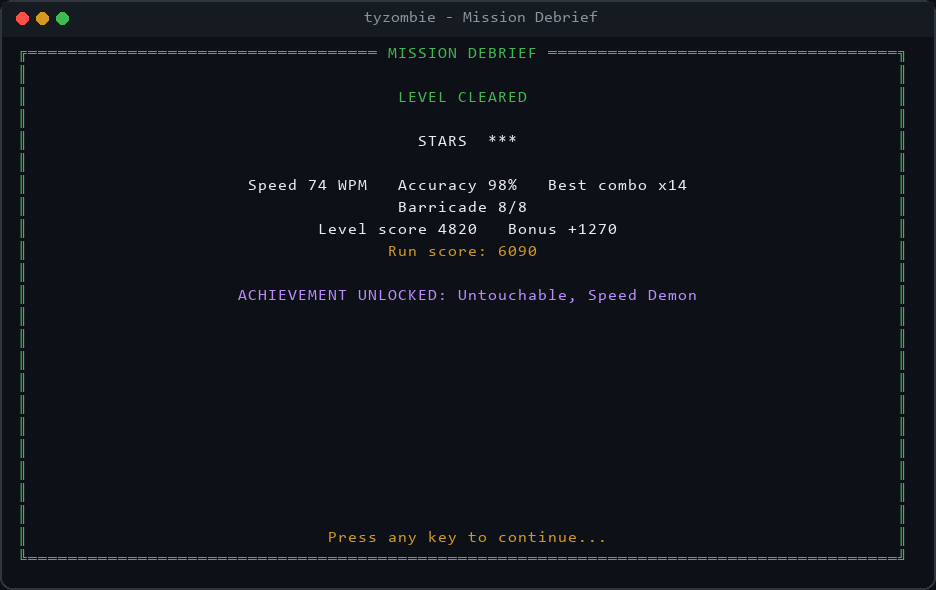 tyzombie - Mission Debrief
MISSION DEBRIEF
LEVEL CLEARED
STARS  ***
Speed 74 WPM   Accuracy 98%   Best combo x14
Barricade 8/8
Level score 4820   Bonus +1270
Run score: 6090
ACHIEVEMENT UNLOCKED: Untouchable, Speed Demon
Press any key to continue...